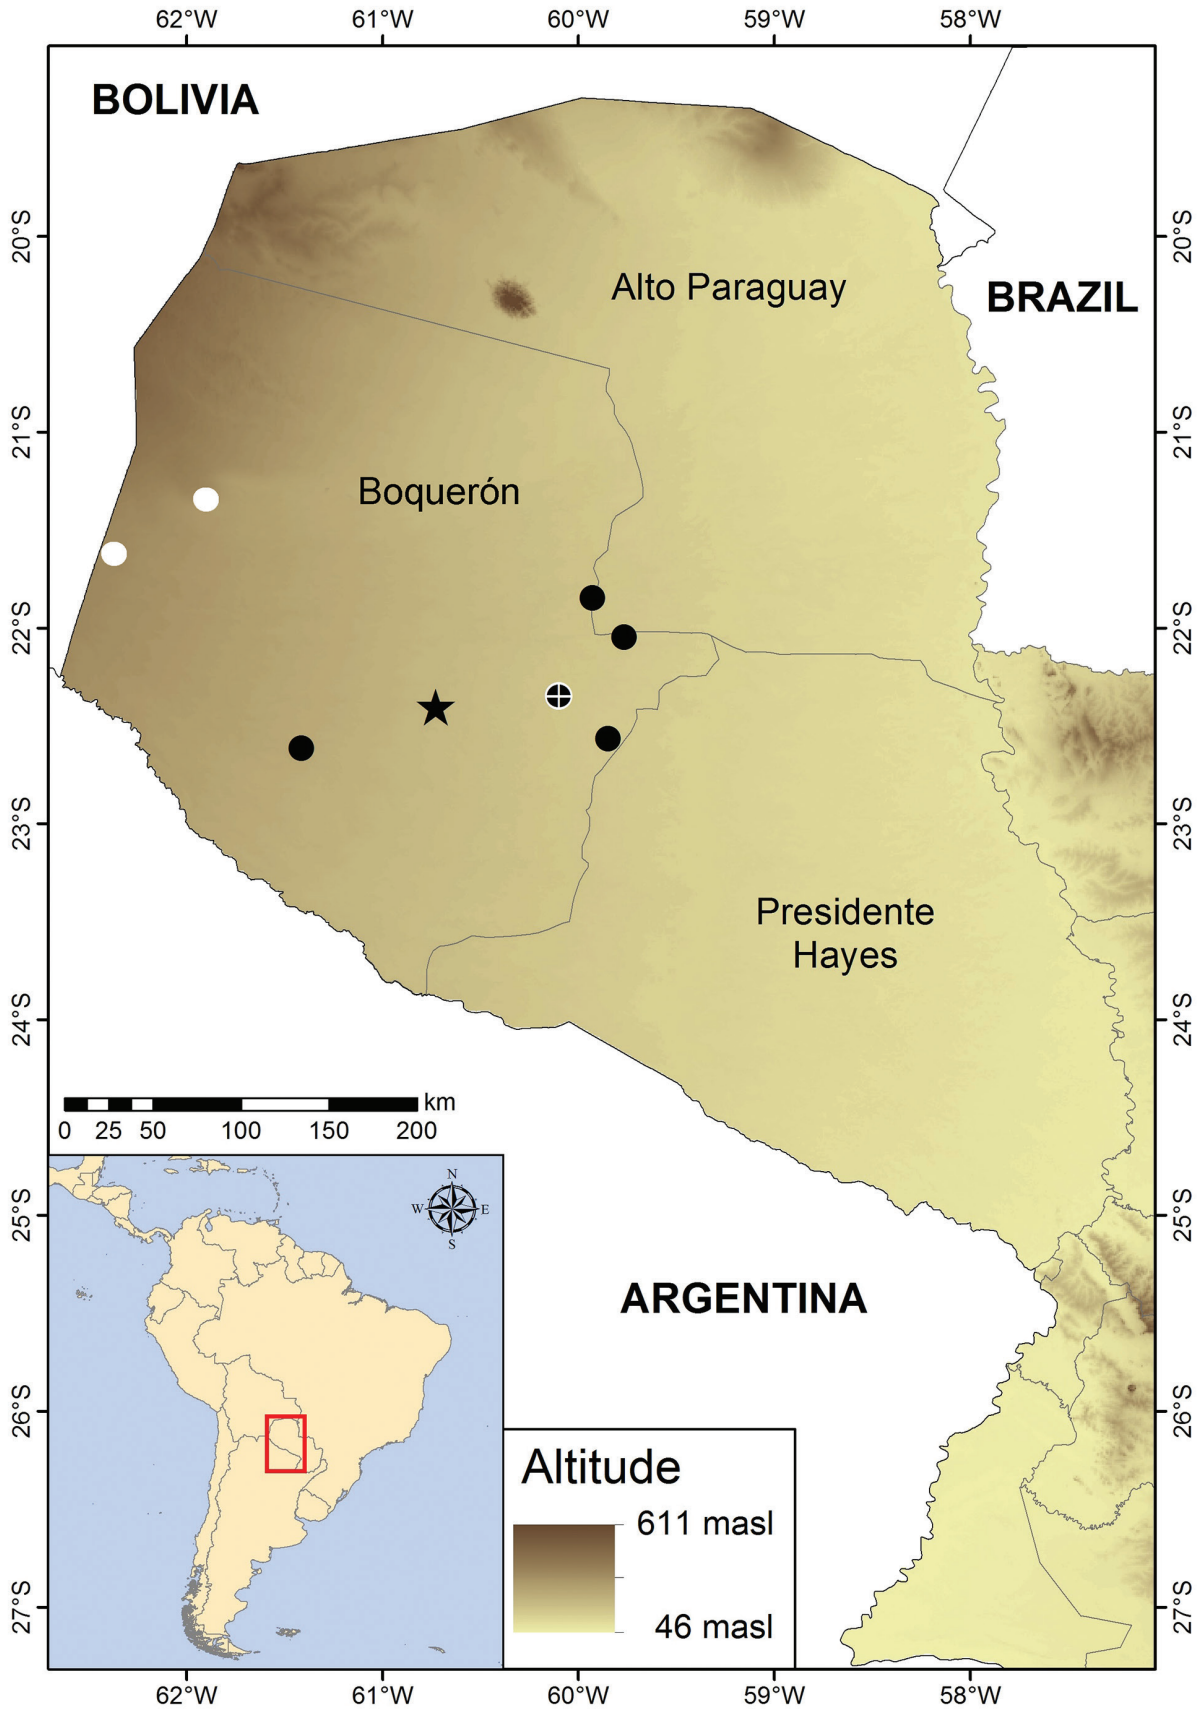 62°W 61°W 60°W 59°W 58°W
BOLIVIA
20°S
20°S
Alto Paraguay
BRAZIL
21°S
21°S
Boquerón
22°S
22°S
23°S
23°S
Presidente
Hayes
24°S
24°S
km
0 25 50 100 150 200
N
W E
S
25°S
25°S
ARGENTINA
26°S
26°S
Altitude
611 masl
46 masl
27°S
27°S
62°W 61°W 60°W 59°W 58°W